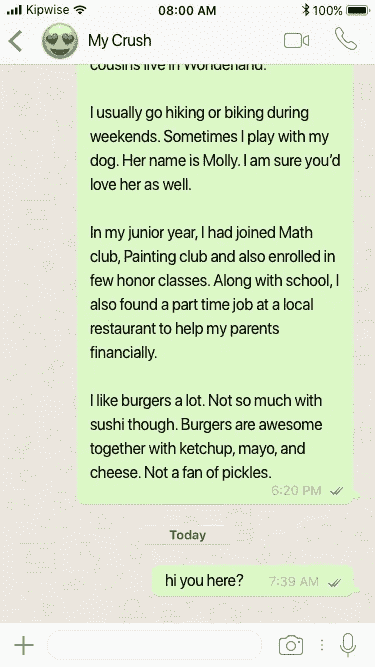 Kipwise 08:00 AM 100%
My Crush
cousins live in Wonderland.
I usually go hiking or biking during
weekends. Sometimes I play with my
dog. Her name is Molly. I am sure you'd
love her as well.
In my junior year, I had joined Math
club, Painting club and also enrolled in
few honor classes. Along with school, I
also found a part time job at a local
restaurant to help my parents
financially.
I like burgers a lot. Not so much with
sushi though. Burgers are awesome
together with ketchup, mayo, and
cheese. Not a fan of pickles.
6:20 PM
Today
hi you here? 7:39 AM